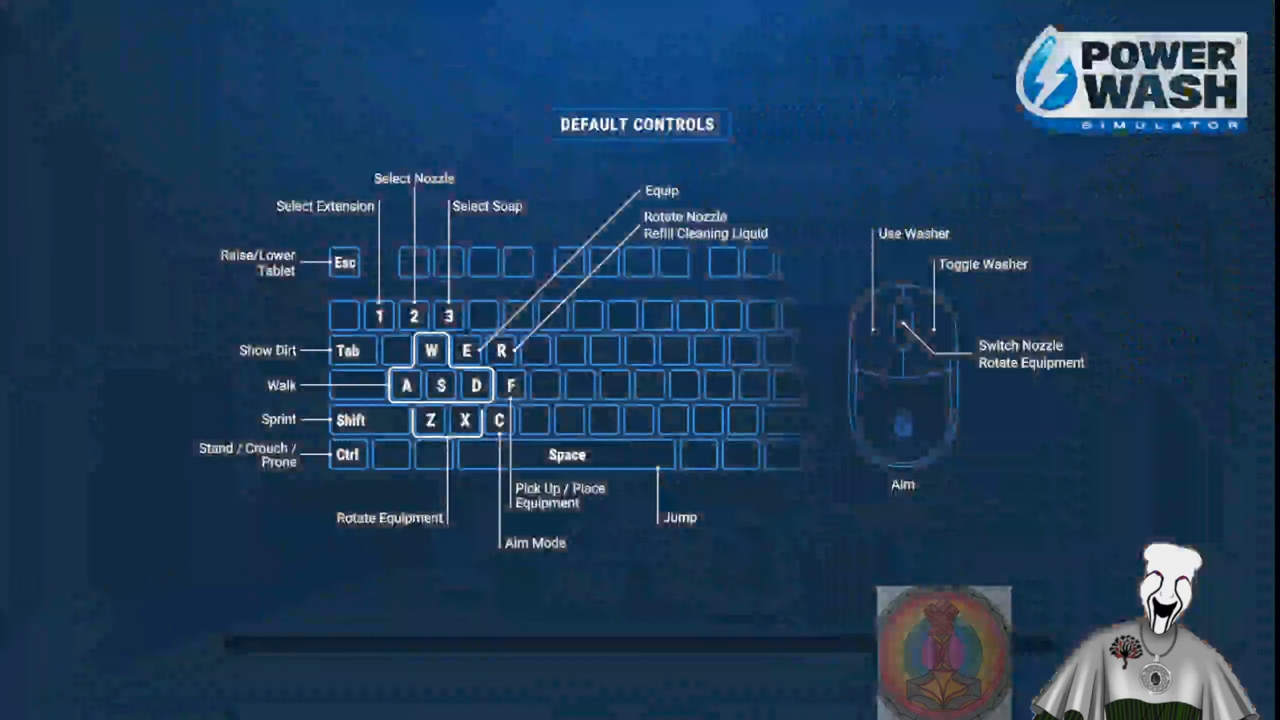 POWER
WASH
SIMULATOR
DEFAULT CONTROLS
Select Nozzle
Select Extension
Select Soap
Equip
Rotate Nozzle
Refill Cleaning Liquid
Use Washer
Toggle Washer
Raise/Lower
Tablet
Esc
1 2 3
Show Dirt
Tab
W E R
Switch Nozzle
Rotate Equipment
Walk
A S D F
Sprint
Shift
Z X C
Stand / Crouch /
Prone
Ctrl
Space
Aim
Pick Up / Place
Equipment
Rotate Equipment
Jump
Aim Mode